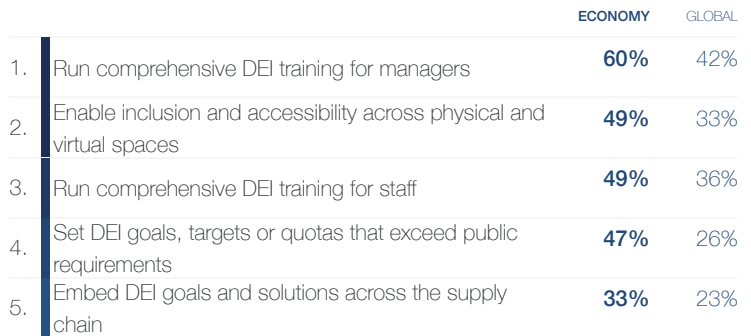 ECONOMY GLOBAL
1. Run comprehensive DEI training for managers 60% 42%
2. Enable inclusion and accessibility across physical and 49% 33%
virtual spaces
3. Run comprehensive DEI training for staff 49% 36%
4. Set DEI goals, targets or quotas that exceed public 47% 26%
requirements
5. Embed DEI goals and solutions across the supply 33% 23%
chain